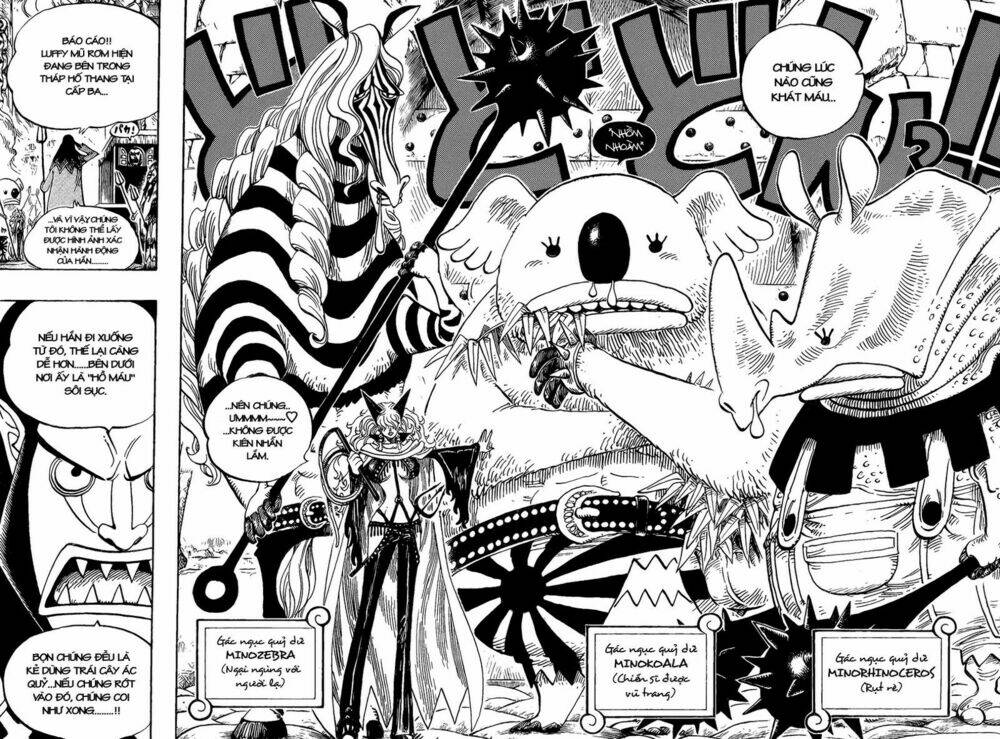 BÁO CÁO!!
LUFFY MŨ RƠM HIỆN
ĐANG BÊN TRONG
THÁP HỐ THANG TẠI
CẤP BA...
...VÀ VÌ VẬY CHÚNG
TÔI KHÔNG THỂ LẤY
ĐƯỢC HÌNH ẢNH XÁC
NHẬN HÀNH ĐỘNG
CỦA HẮN........
NẾU HẮN ĐI XUỐNG
TỪ ĐÓ, THẾ LẠI CÀNG
DỄ HƠN......BÊN DƯỚI
NƠI ẤY LÀ "HỒ MÁU"
SÔI SỤC.
BỌN CHÚNG ĐỀU LÀ
KẺ DÙNG TRÁI CÂY ÁC
QUỶ...NẾU CHÚNG RỚT
VÀO ĐÓ, CHÚNG COI
NHƯ XONG........!!
CHÚNG LÚC
NÀO CŨNG
KHÁT MÁU..
"NHỒM
NHOÀM"
...NÊN CHÚNG..
UMMMM~~~♡
...KHÔNG ĐƯỢC
KIÊN NHẪN
LẮM.
Gác ngục quỷ dữ
MINOZEBRA
(Ngại ngùng với
người lạ)
Gác ngục quỷ dữ
MINOKOALA
(Chiến sĩ được
vũ trang)
Gác ngục quỷ dữ
MINORHINOCEROS
(Rụt rè)